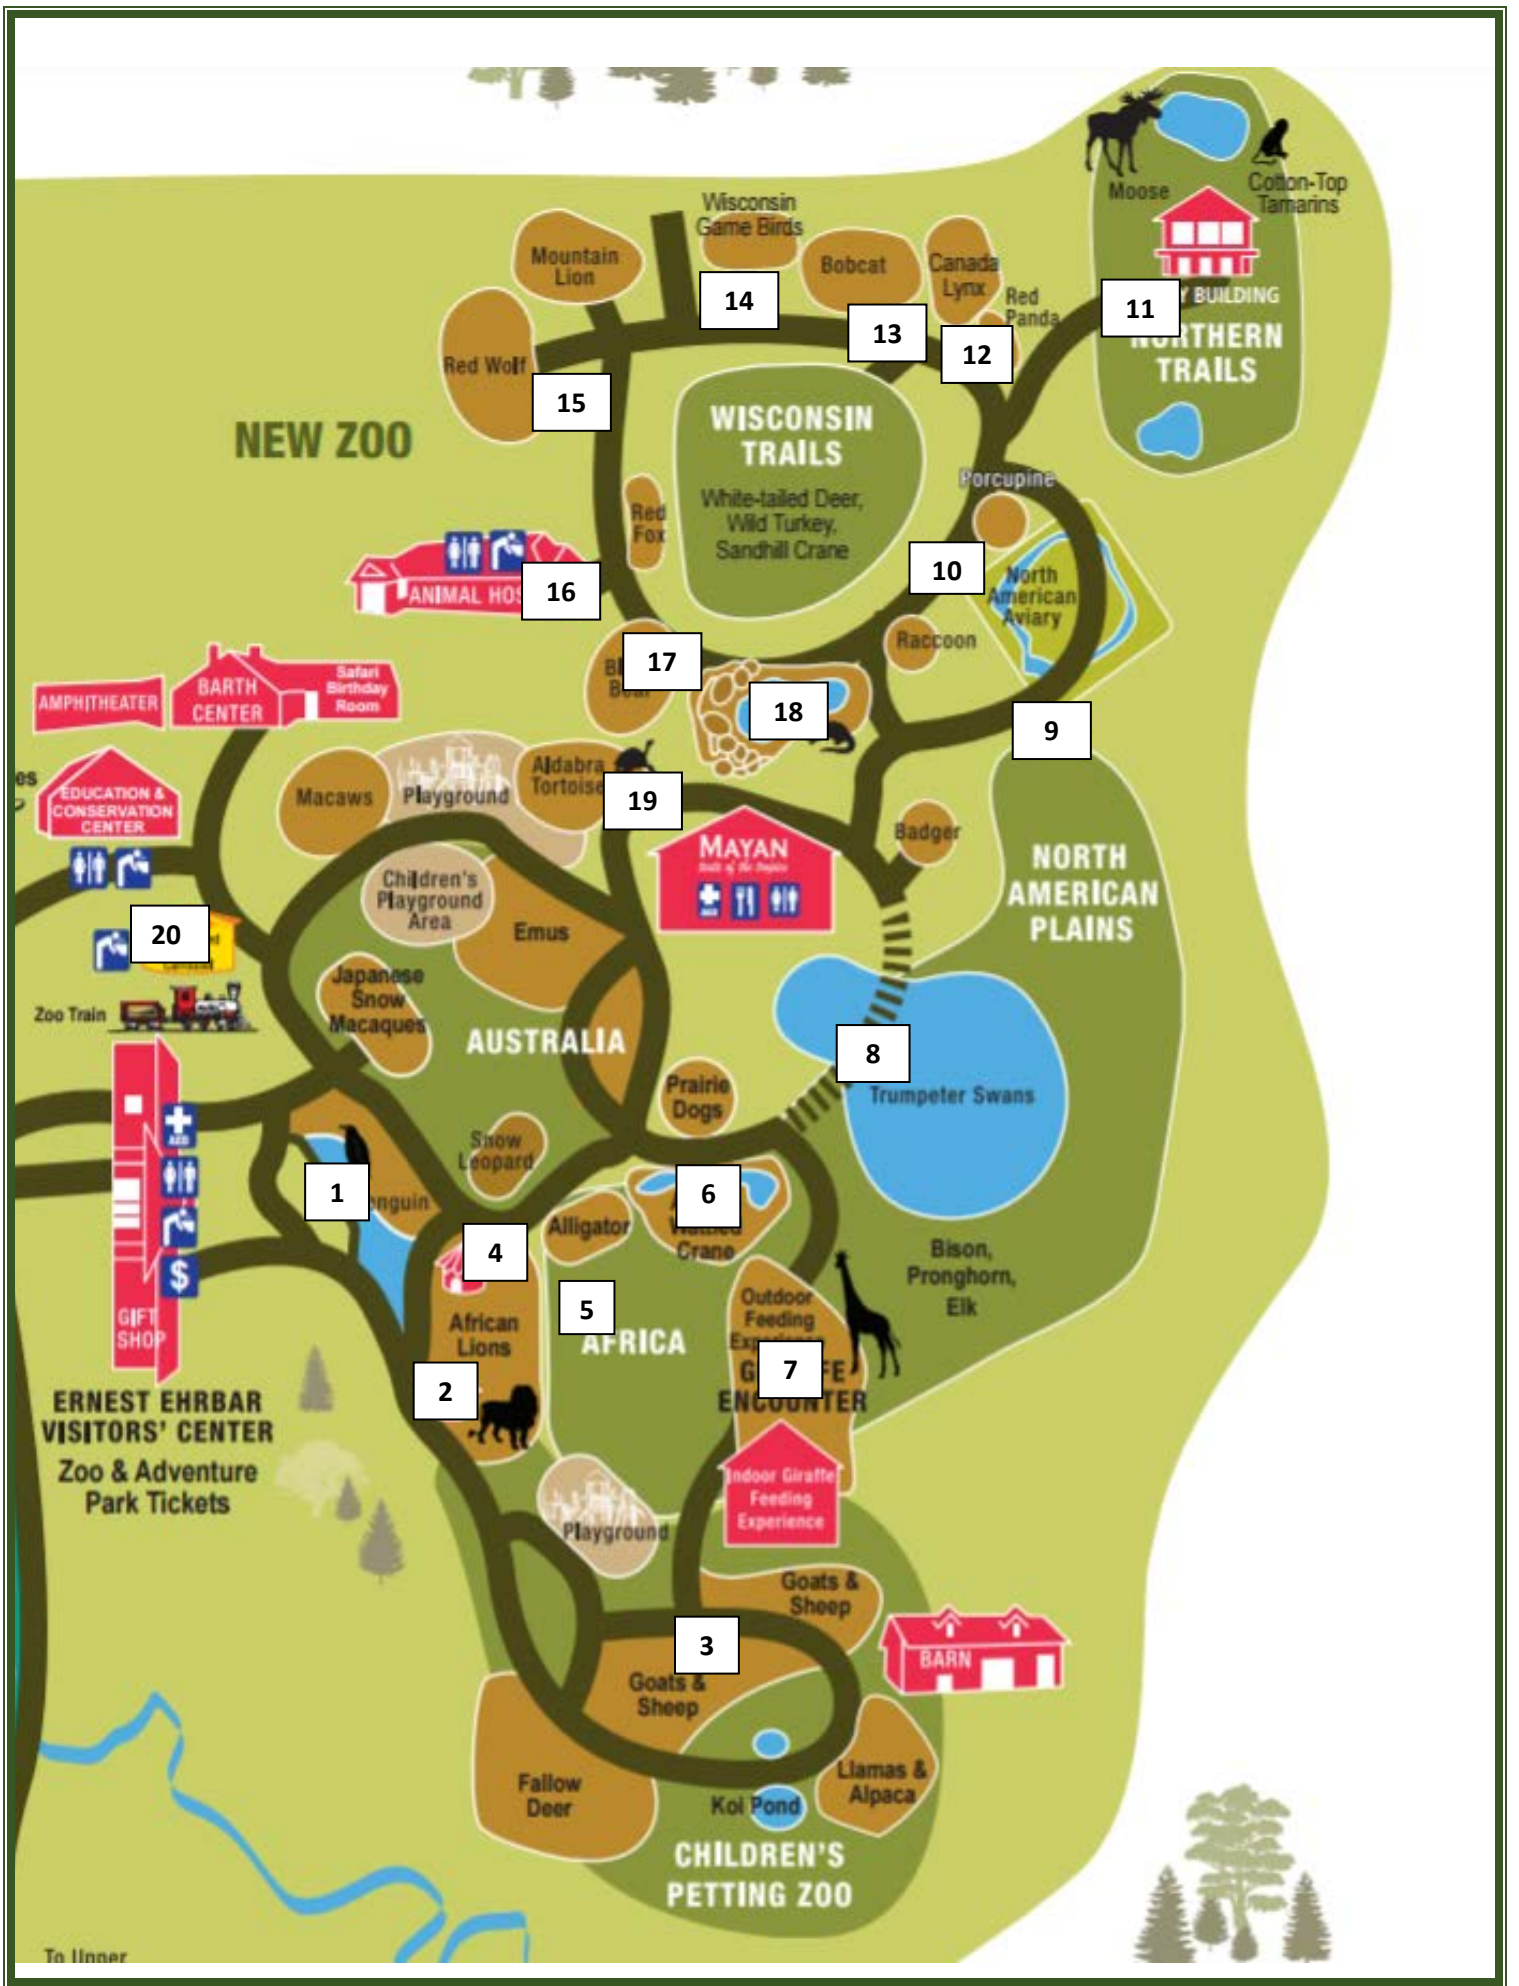 Wisconsin
Game Birds
Moose
Cotton-Top
Tamarins
Mountain
Lion
Bobcat
Canada
Lynx
Red
Panda
14
13
12
11
BUILDING
NORTHERN
TRAILS
Red Wolf
15
NEW ZOO
WISCONSIN
TRAILS
White-tailed Deer,
Wild Turkey,
Sandhill Crane
Red
Fox
Porcupine
10
North
American
Aviary
ANIMAL
16
Raccoon
17
18
9
AMPHITHEATER
BARTH
CENTER
Safari
Birthday
Room
EDUCATION &
CONSERVATION
CENTER
Macaws
Playground
Aldabra
Tortoise
19
MAYAN
AED
Badger
NORTH
AMERICAN
PLAINS
Children's
Playground
Area
Emus
20
Zoo Train
Japanese
Snow
Macaques
AUSTRALIA
8
Trumpeter Swans
Prairie
Dogs
AED
$
GIFT
SHOP
1
Snow
Leopard
4
Alligator
6
Wattled
Crane
5
AFRICA
African
Lions
2
Outdoor
Feeding
7
ENCOUNTER
Bison,
Pronghorn,
Elk
ERNEST EHRBAR
VISITORS' CENTER
Zoo & Adventure
Park Tickets
Indoor Giraffe
Feeding
Experience
Playground
Goats &
Sheep
3
Goats &
Sheep
BARN
Fallow
Deer
Koi Pond
Llamas &
Alpaca
CHILDREN'S
PETTING ZOO
To Upper